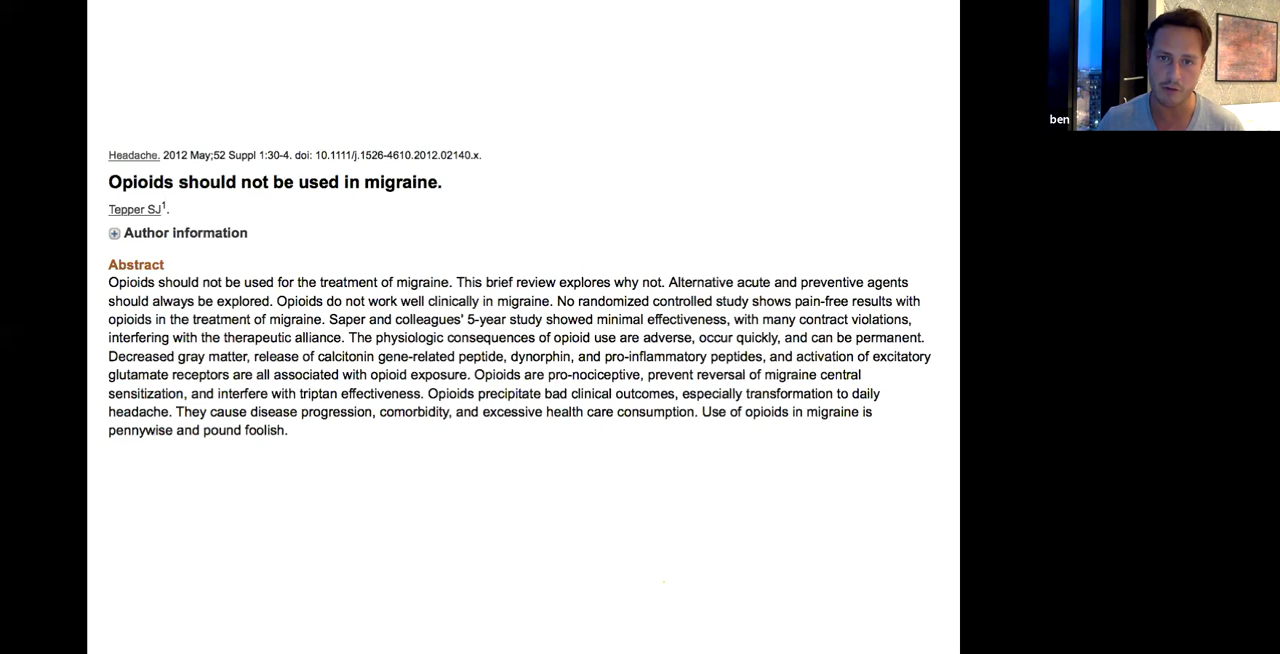 Headache. 2012 May;52 Suppl 1:30-4. doi: 10.1111/j.1526-4610.2012.02140.x.
Opioids should not be used in migraine.
Tepper SJ1.
Author information
Abstract
Opioids should not be used for the treatment of migraine. This brief review explores why not. Alternative acute and preventive agents
should always be explored. Opioids do not work well clinically in migraine. No randomized controlled study shows pain-free results with
opioids in the treatment of migraine. Saper and colleagues' 5-year study showed minimal effectiveness, with many contract violations,
interfering with the therapeutic alliance. The physiologic consequences of opioid use are adverse, occur quickly, and can be permanent.
Decreased gray matter, release of calcitonin gene-related peptide, dynorphin, and pro-inflammatory peptides, and activation of excitatory
glutamate receptors are all associated with opioid exposure. Opioids are pro-nociceptive, prevent reversal of migraine central
sensitization, and interfere with triptan effectiveness. Opioids precipitate bad clinical outcomes, especially transformation to daily
headache. They cause disease progression, comorbidity, and excessive health care consumption. Use of opioids in migraine is
pennywise and pound foolish.
ben